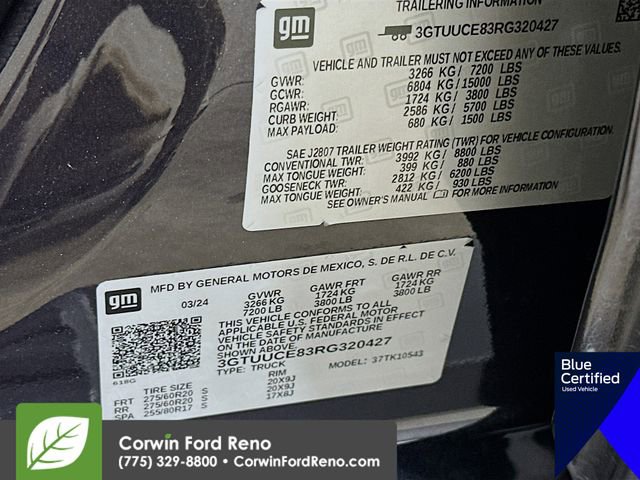 TRAILERING INFORMATION
gm
3GTUUCE83RG320427
VEHICLE AND TRAILER MUST NOT EXCEED ANY OF THESE VALUES.
GVWR: 3266 KG / 7200 LBS
GCWR: 6804 KG / 15000 LBS
RGAWR: 1724 KG / 3800 LBS
CURB WEIGHT: 2586 KG / 5700 LBS
MAX PAYLOAD: 680 KG / 1500 LBS
SAE J2807 TRAILER WEIGHT RATING (TWR) FOR VEHICLE CONFIGURATION.
CONVENTIONAL TWR: 3992 KG / 8800 LBS
MAX TONGUE WEIGHT: 399 KG / 880 LBS
GOOSENECK TWR: 2812 KG / 6200 LBS
MAX TONGUE WEIGHT: 422 KG / 930 LBS
SEE OWNER'S MANUAL FOR MORE INFORMATION
gm
MFD BY GENERAL MOTORS DE MEXICO, S. DE R.L. DE C.V.
03/24 GVWR GAWR FRT GAWR RR
3266 KG 1724 KG 1724 KG
7200 LB 3800 LB 3800 LB
THIS VEHICLE CONFORMS TO ALL
APPLICABLE U.S. FEDERAL MOTOR
VEHICLE SAFETY STANDARDS IN EFFECT
ON THE DATE OF MANUFACTURE
SHOWN ABOVE.
3GTUUCE83RG320427
TYPE: TRUCK MODEL: 37TK10543
618G
TIRE SIZE RIM
FRT 275/60R20 S 20X9J
RR 275/60R20 S 20X9J
SPA 255/80R17 S 17X8J
Blue
Certified
Used Vehicle
Corwin Ford Reno
(775) 329-8800 • CorwinFordReno.com